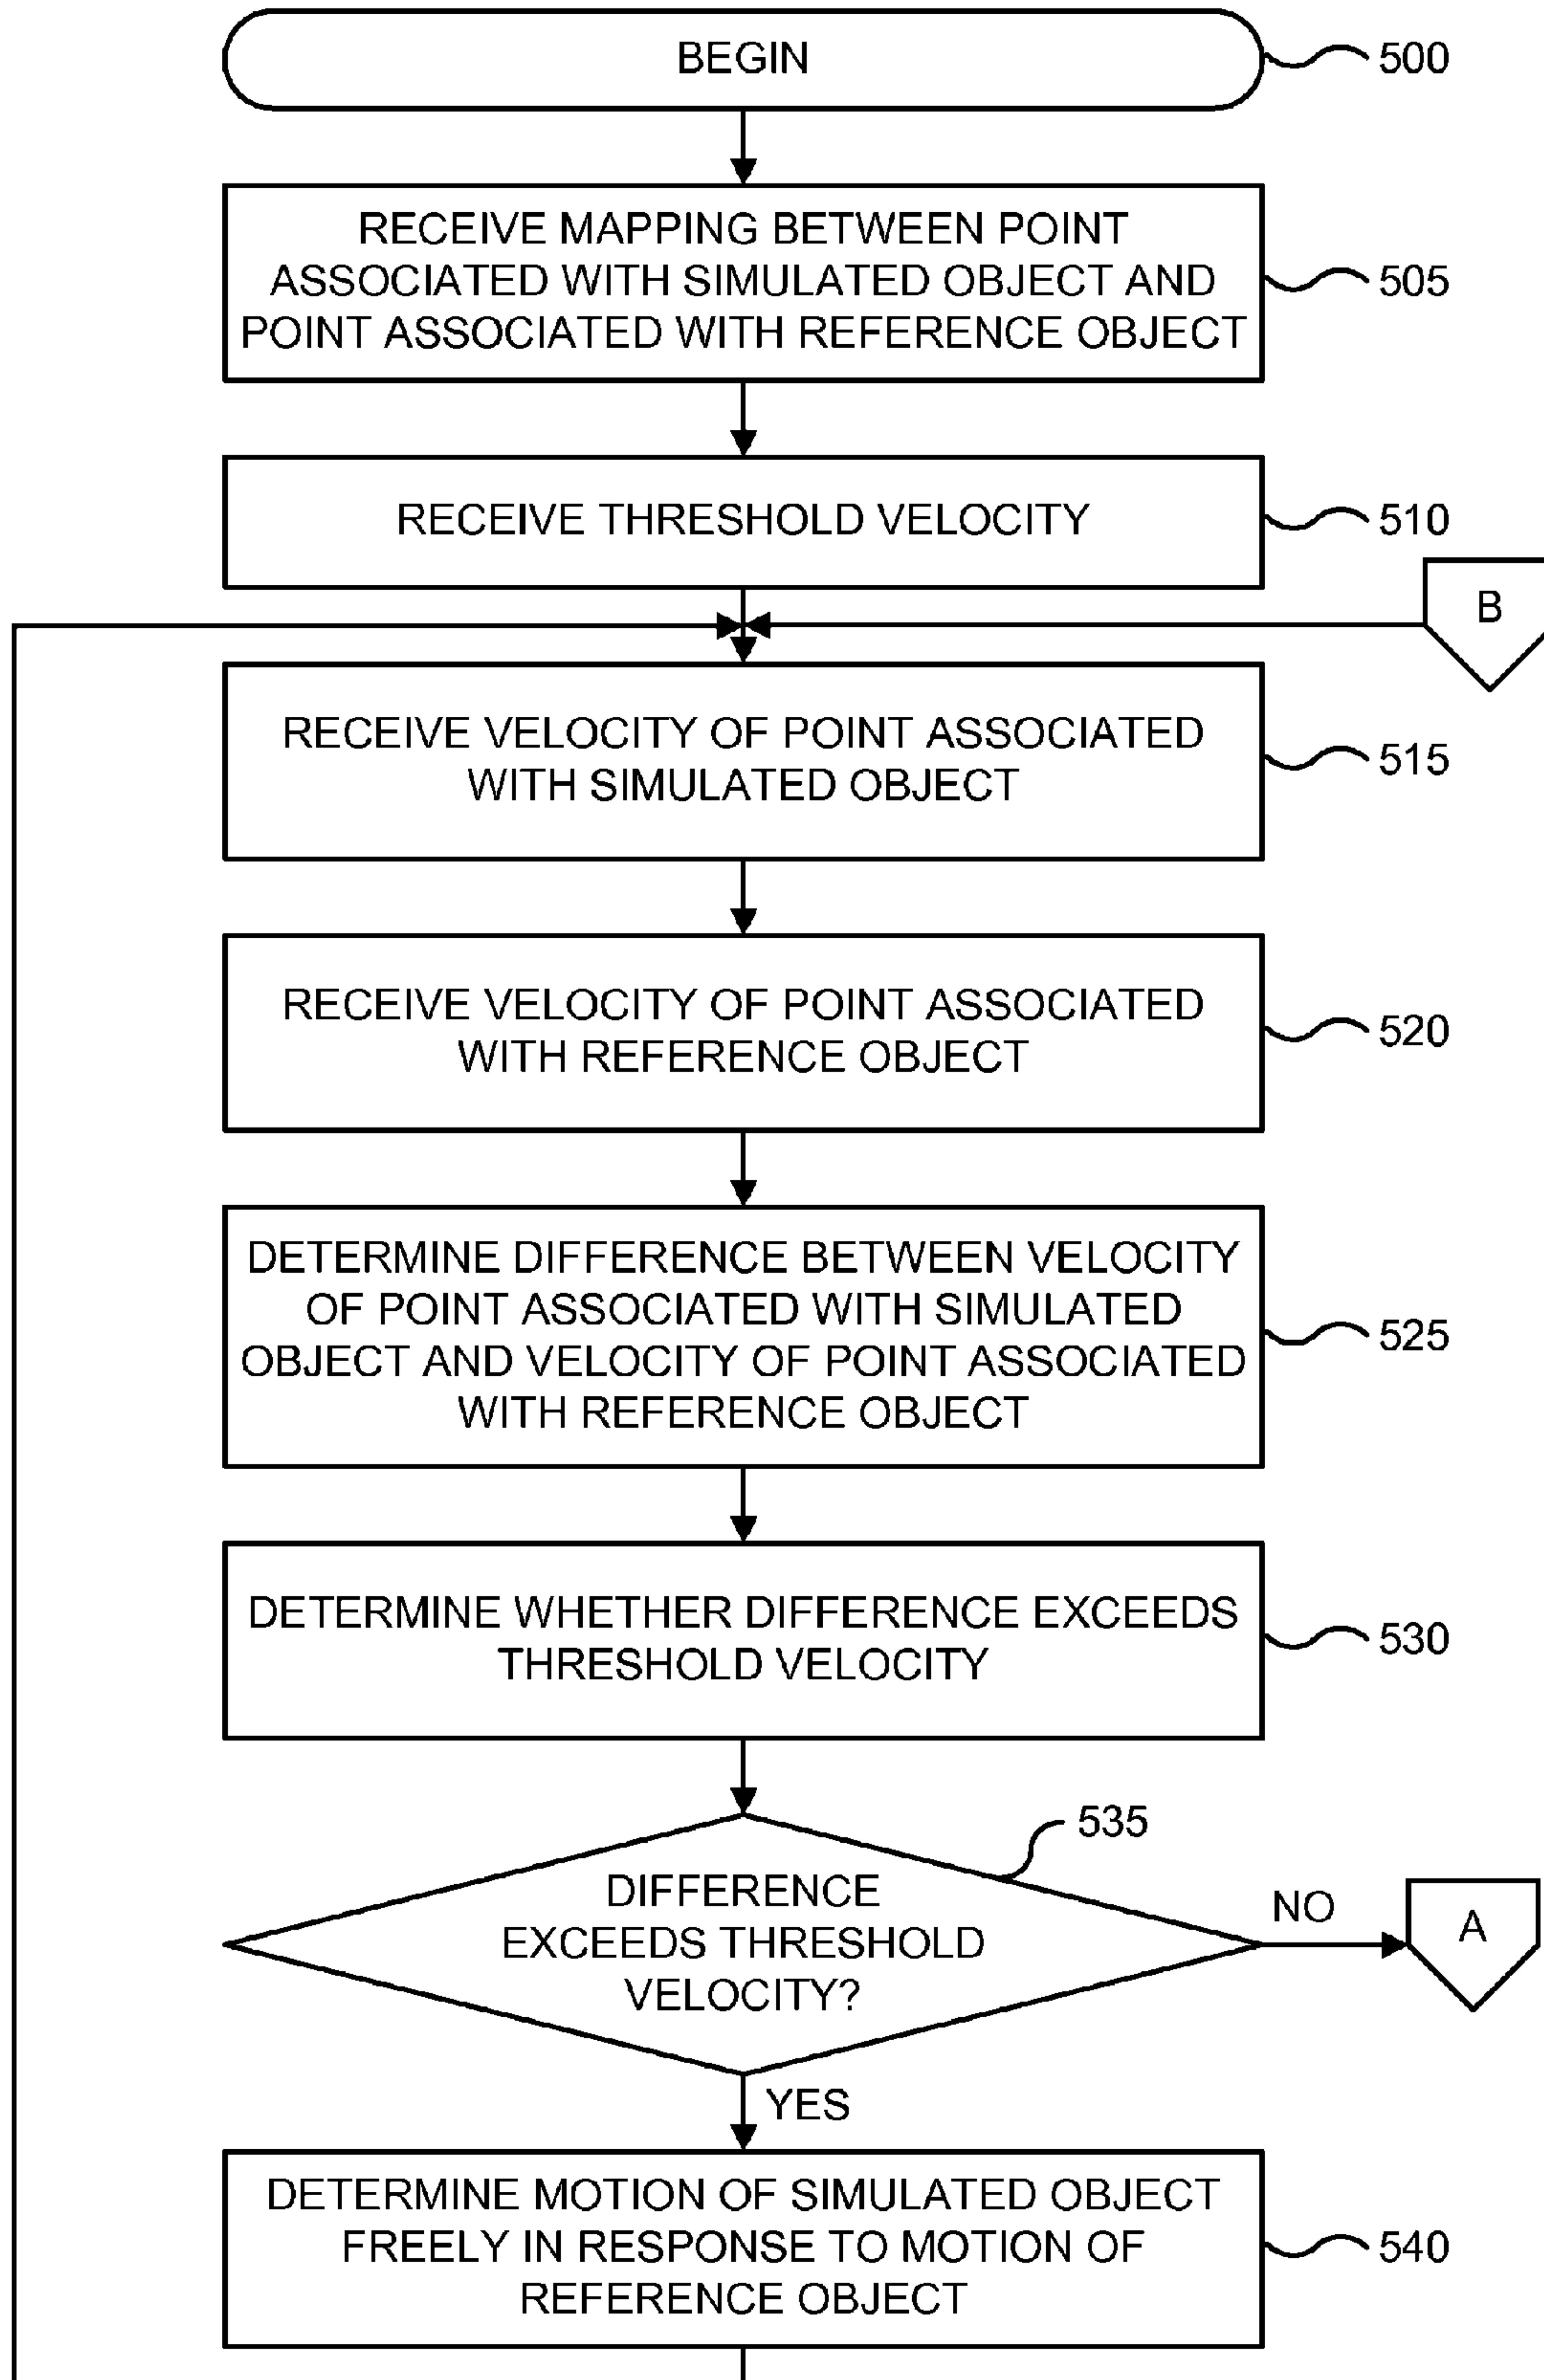 BEGIN
500
RECEIVE MAPPING BETWEEN POINT
ASSOCIATED WITH SIMULATED OBJECT AND
POINT ASSOCIATED WITH REFERENCE OBJECT
505
RECEIVE THRESHOLD VELOCITY
510
B
RECEIVE VELOCITY OF POINT ASSOCIATED
WITH SIMULATED OBJECT
515
RECEIVE VELOCITY OF POINT ASSOCIATED
WITH REFERENCE OBJECT
520
DETERMINE DIFFERENCE BETWEEN VELOCITY
OF POINT ASSOCIATED WITH SIMULATED
OBJECT AND VELOCITY OF POINT ASSOCIATED
WITH REFERENCE OBJECT
525
DETERMINE WHETHER DIFFERENCE EXCEEDS
THRESHOLD VELOCITY
530
535
DIFFERENCE
EXCEEDS THRESHOLD
VELOCITY?
NO
A
YES
DETERMINE MOTION OF SIMULATED OBJECT
FREELY IN RESPONSE TO MOTION OF
REFERENCE OBJECT
540